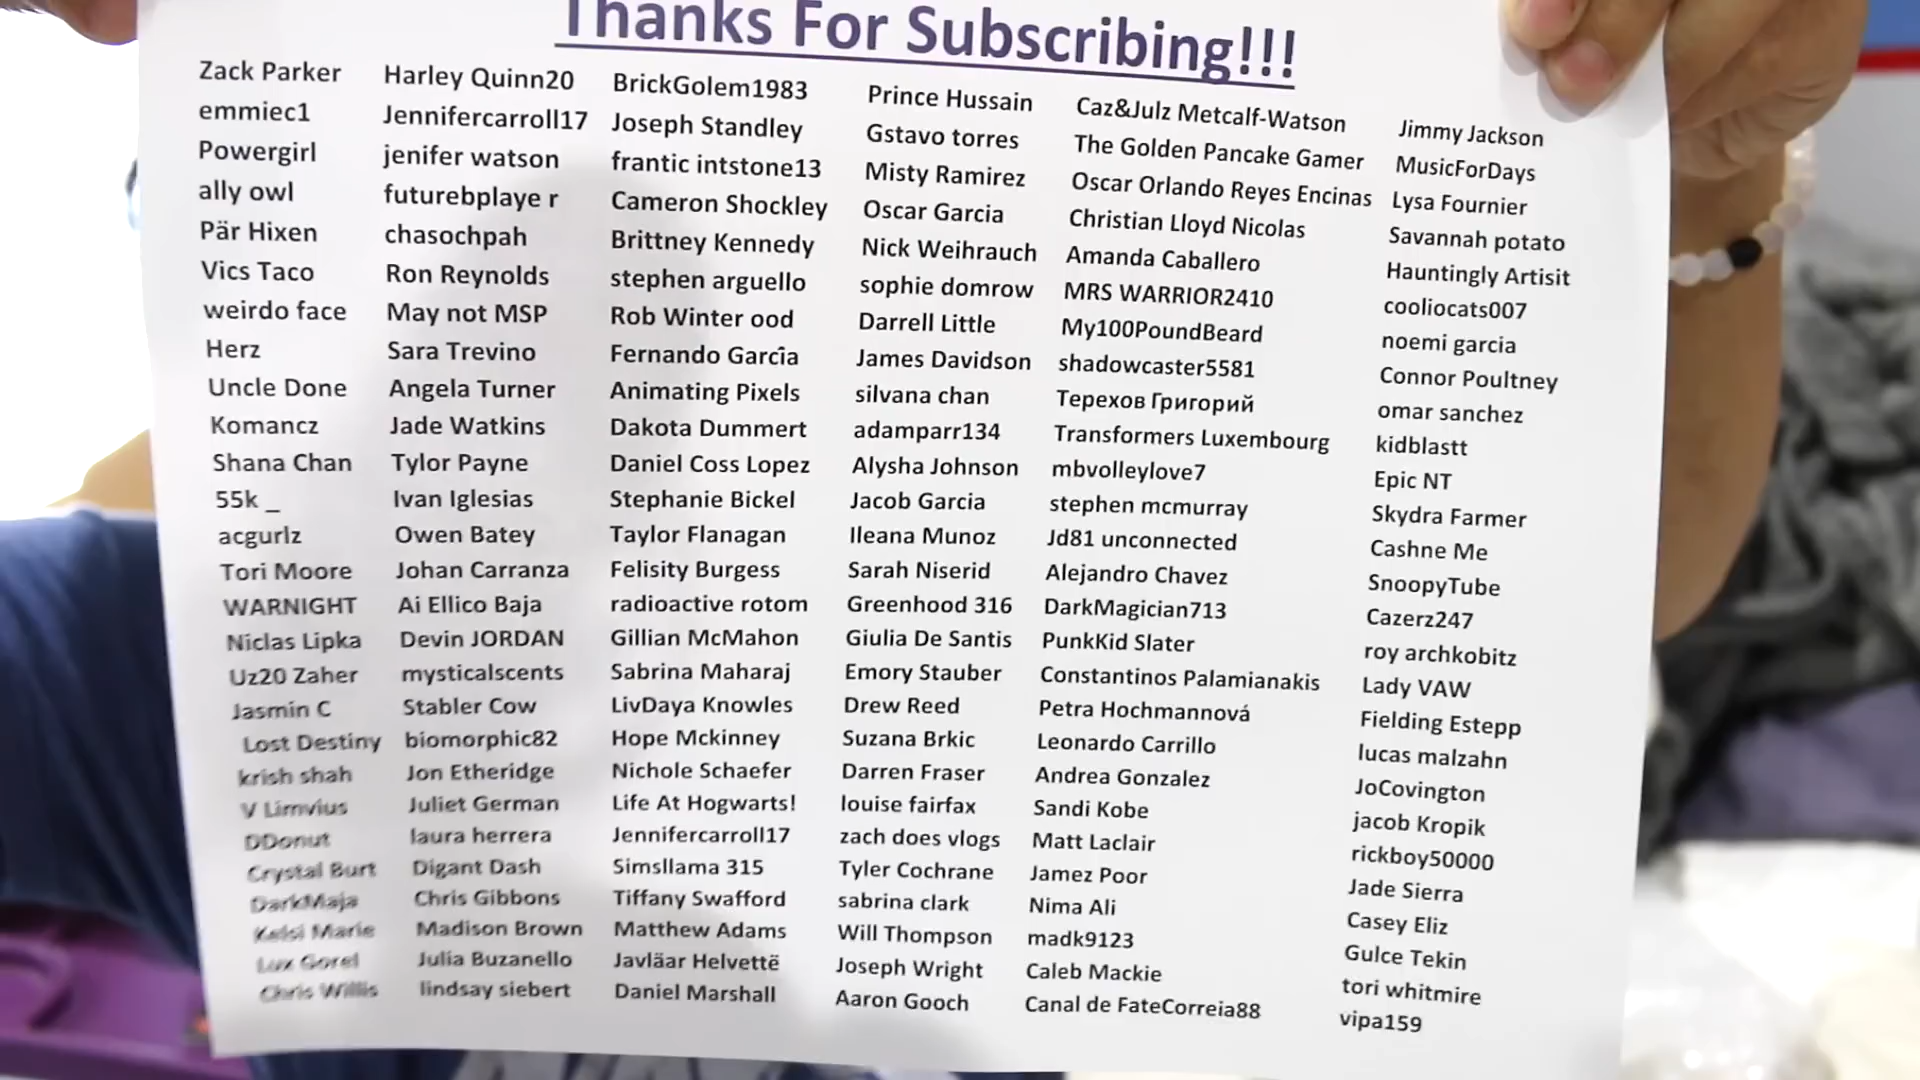 Thanks For Subscribing!!!
Zack Parker
emmiec1
Powergirl
ally owl
Pär Hixen
Vics Taco
weirdo face
Herz
Uncle Done
Komancz
Shana Chan
55k _
acgurlz
Tori Moore
WARNIGHT
Niclas Lipka
Uz20 Zaher
Jasmin C
Lost Destiny
krish shah
V Limvius
DDonut
Crystal Burt
DarkMaja
Kelsi Marie
Lux Gorel
Chris Willis
Harley Quinn20
Jennifercarroll17
jenifer watson
futurebplaye r
chasochpah
Ron Reynolds
May not MSP
Sara Trevino
Angela Turner
Jade Watkins
Tylor Payne
Ivan Iglesias
Owen Batey
Johan Carranza
Ai Ellico Baja
Devin JORDAN
mysticalscents
Stabler Cow
biomorphic82
Jon Etheridge
Juliet German
laura herrera
Digant Dash
Chris Gibbons
Madison Brown
Julia Buzanello
lindsay siebert
BrickGolem1983
Joseph Standley
frantic intstone13
Cameron Shockley
Brittney Kennedy
stephen arguello
Rob Winter ood
Fernando Garcîa
Animating Pixels
Dakota Dummert
Daniel Coss Lopez
Stephanie Bickel
Taylor Flanagan
Felisity Burgess
radioactive rotom
Gillian McMahon
Sabrina Maharaj
LivDaya Knowles
Hope Mckinney
Nichole Schaefer
Life At Hogwarts!
Jennifercarroll17
Simsllama 315
Tiffany Swafford
Matthew Adams
Javläar Helvettë
Daniel Marshall
Prince Hussain
Gstavo torres
Misty Ramirez
Oscar Garcia
Nick Weihrauch
sophie domrow
Darrell Little
James Davidson
silvana chan
adamparr134
Alysha Johnson
Jacob Garcia
Ileana Munoz
Sarah Niserid
Greenhood 316
Giulia De Santis
Emory Stauber
Drew Reed
Suzana Brkic
Darren Fraser
louise fairfax
zach does vlogs
Tyler Cochrane
sabrina clark
Will Thompson
Joseph Wright
Aaron Gooch
Caz&Julz Metcalf-Watson
The Golden Pancake Gamer
Oscar Orlando Reyes Encinas
Christian Lloyd Nicolas
Amanda Caballero
MRS WARRIOR2410
My100PoundBeard
shadowcaster5581
Терехов Григорий
Transformers Luxembourg
mbvolleylove7
stephen mcmurray
Jd81 unconnected
Alejandro Chavez
DarkMagician713
PunkKid Slater
Constantinos Palamianakis
Petra Hochmannová
Leonardo Carrillo
Andrea Gonzalez
Sandi Kobe
Matt Laclair
Jamez Poor
Nima Ali
madk9123
Caleb Mackie
Canal de FateCorreia88
Jimmy Jackson
MusicForDays
Lysa Fournier
Savannah potato
Hauntingly Artisit
cooliocats007
noemi garcia
Connor Poultney
omar sanchez
kidblastt
Epic NT
Skydra Farmer
Cashne Me
SnoopyTube
Cazerz247
roy archkobitz
Lady VAW
Fielding Estepp
lucas malzahn
JoCovington
jacob Kropik
rickboy50000
Jade Sierra
Casey Eliz
Gulce Tekin
tori whitmire
vipa159